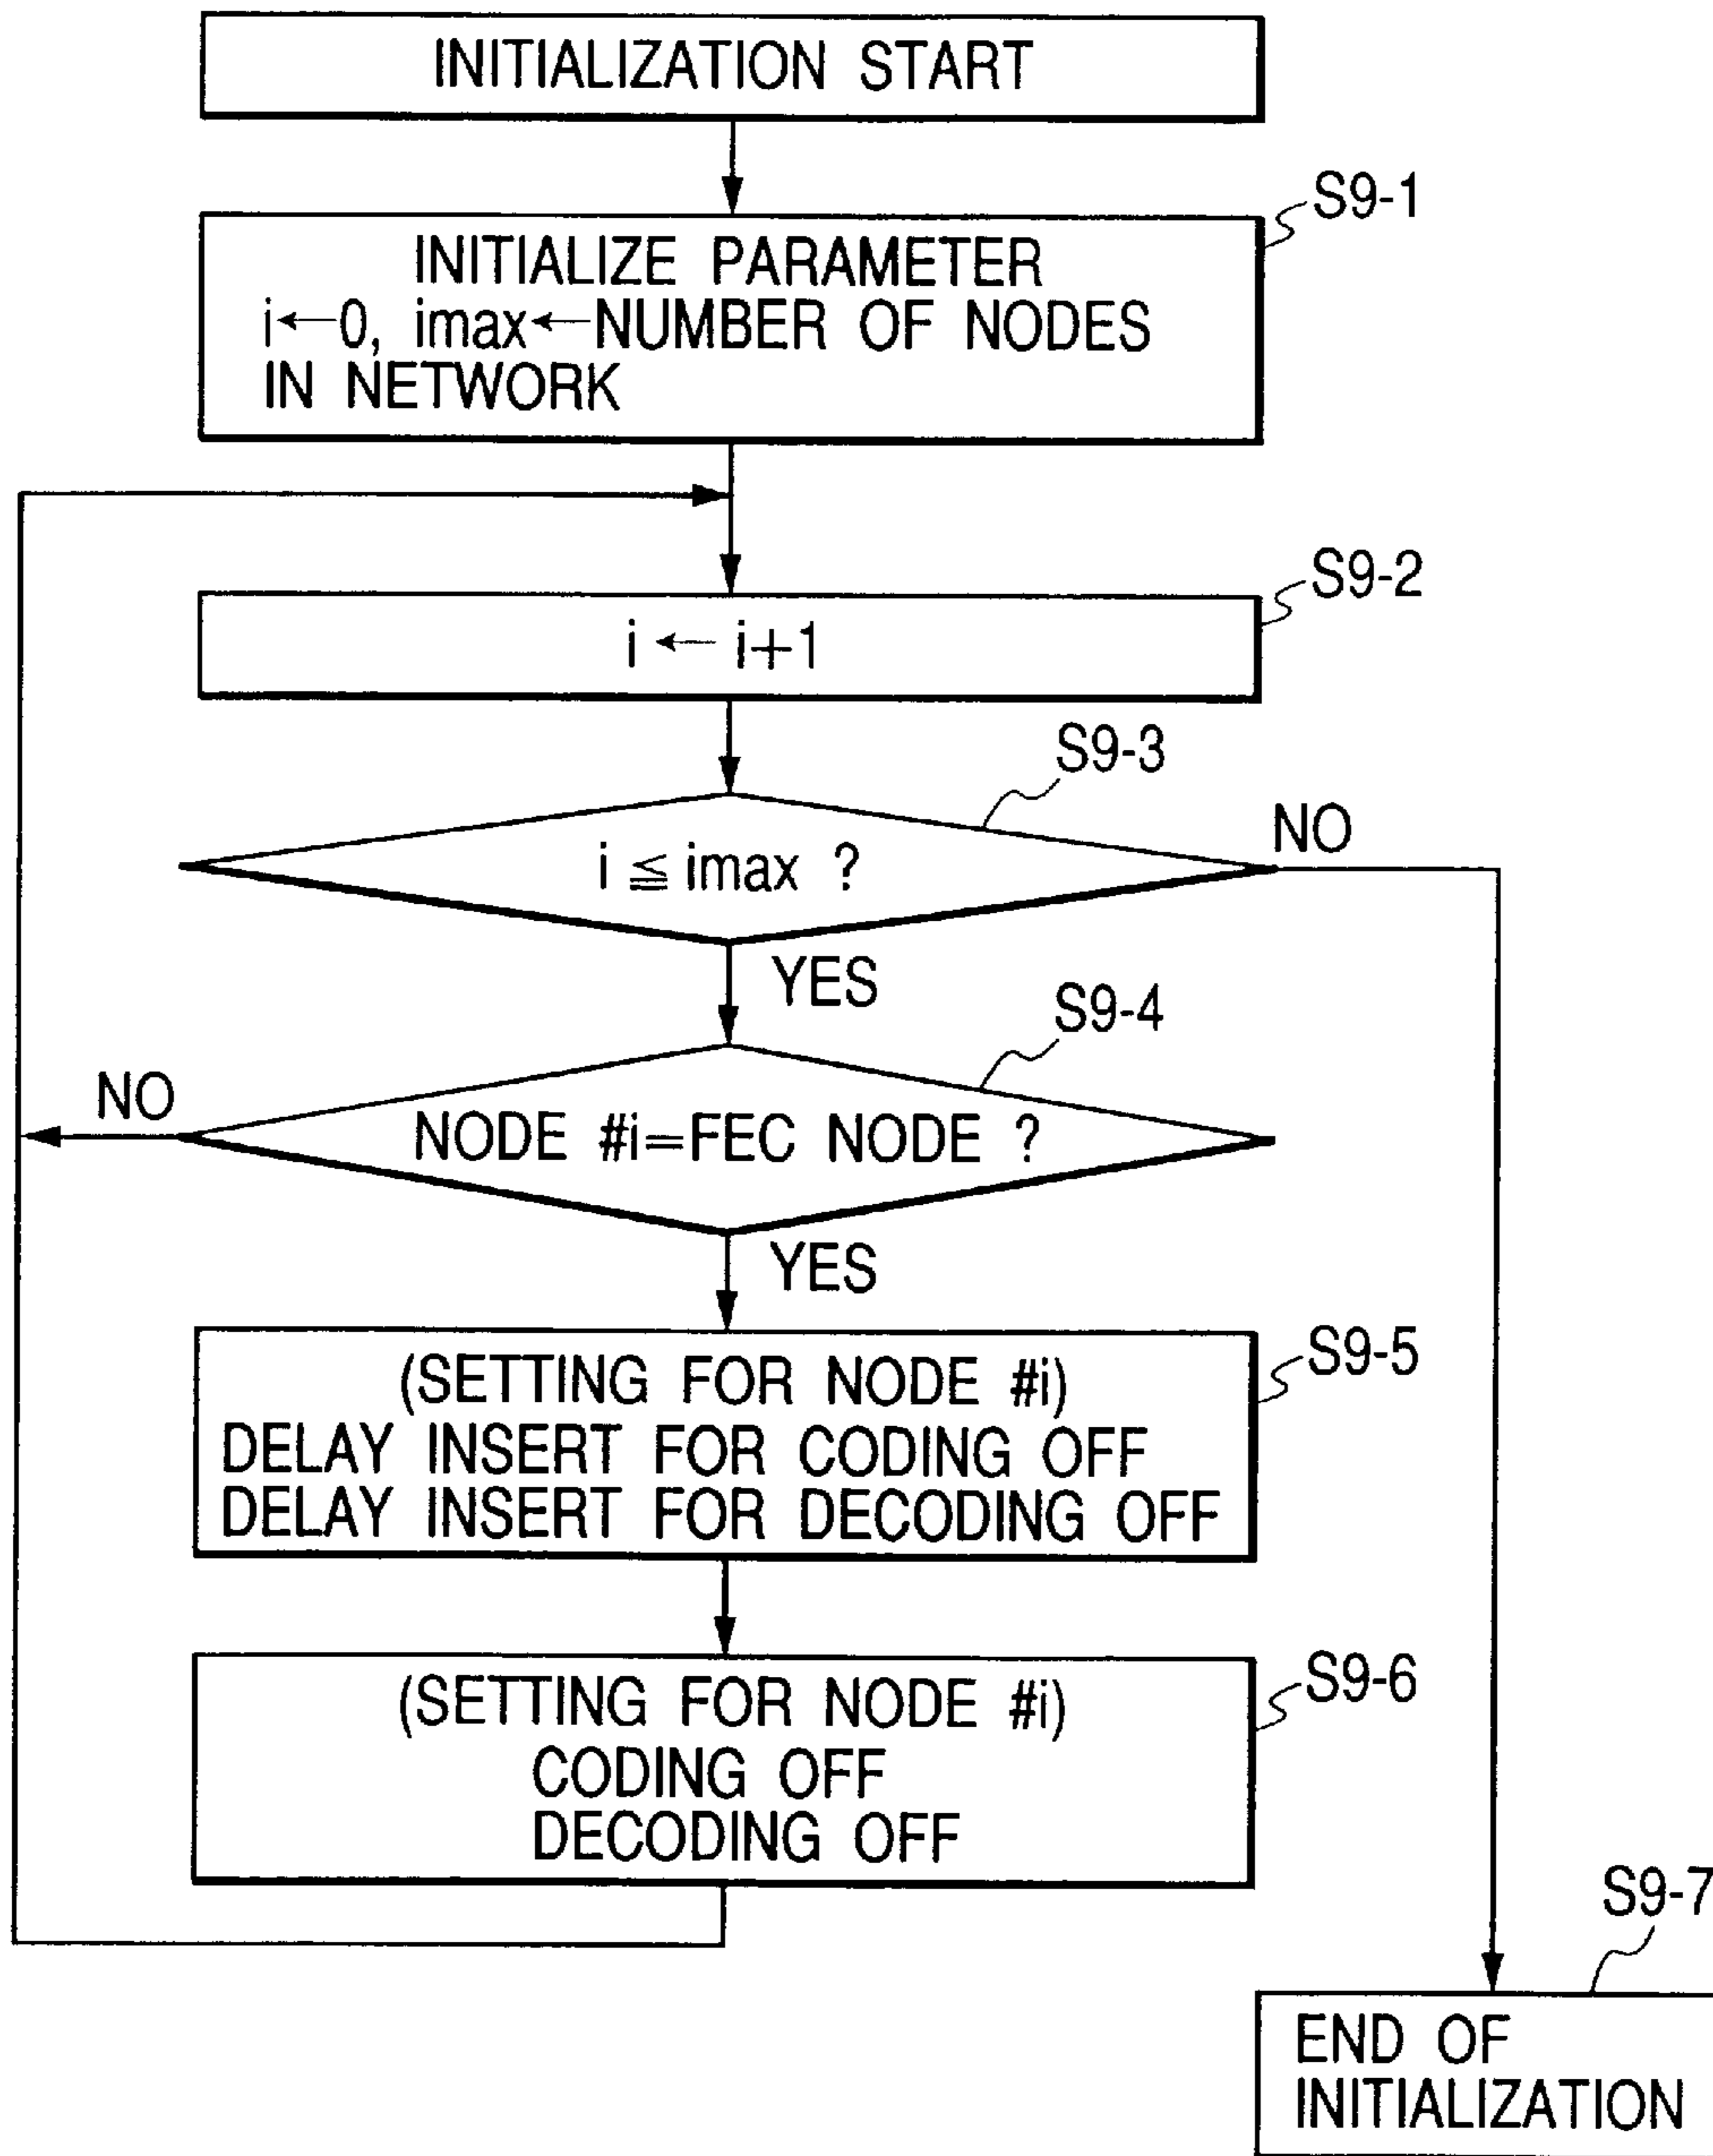 INITIALIZATION START
S9-1
INITIALIZE PARAMETER
i←0, imax←NUMBER OF NODES
IN NETWORK
S9-2
i ← i+1
S9-3
i ≦ imax ?
NO
YES
S9-4
NODE #i=FEC NODE ?
NO
YES
S9-5
(SETTING FOR NODE #i)
DELAY INSERT FOR CODING OFF
DELAY INSERT FOR DECODING OFF
S9-6
(SETTING FOR NODE #i)
CODING OFF
DECODING OFF
S9-7
END OF
INITIALIZATION